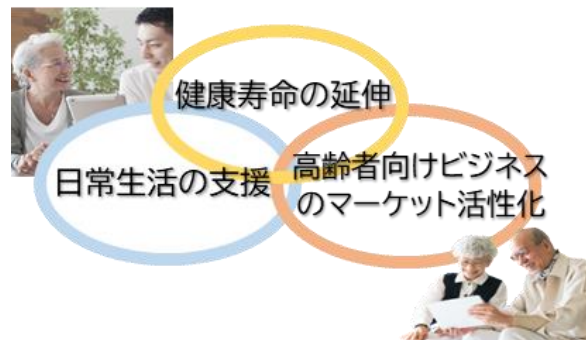 健康寿命の延伸
日常生活の支援
高齢者向けビジネス
のマーケット活性化